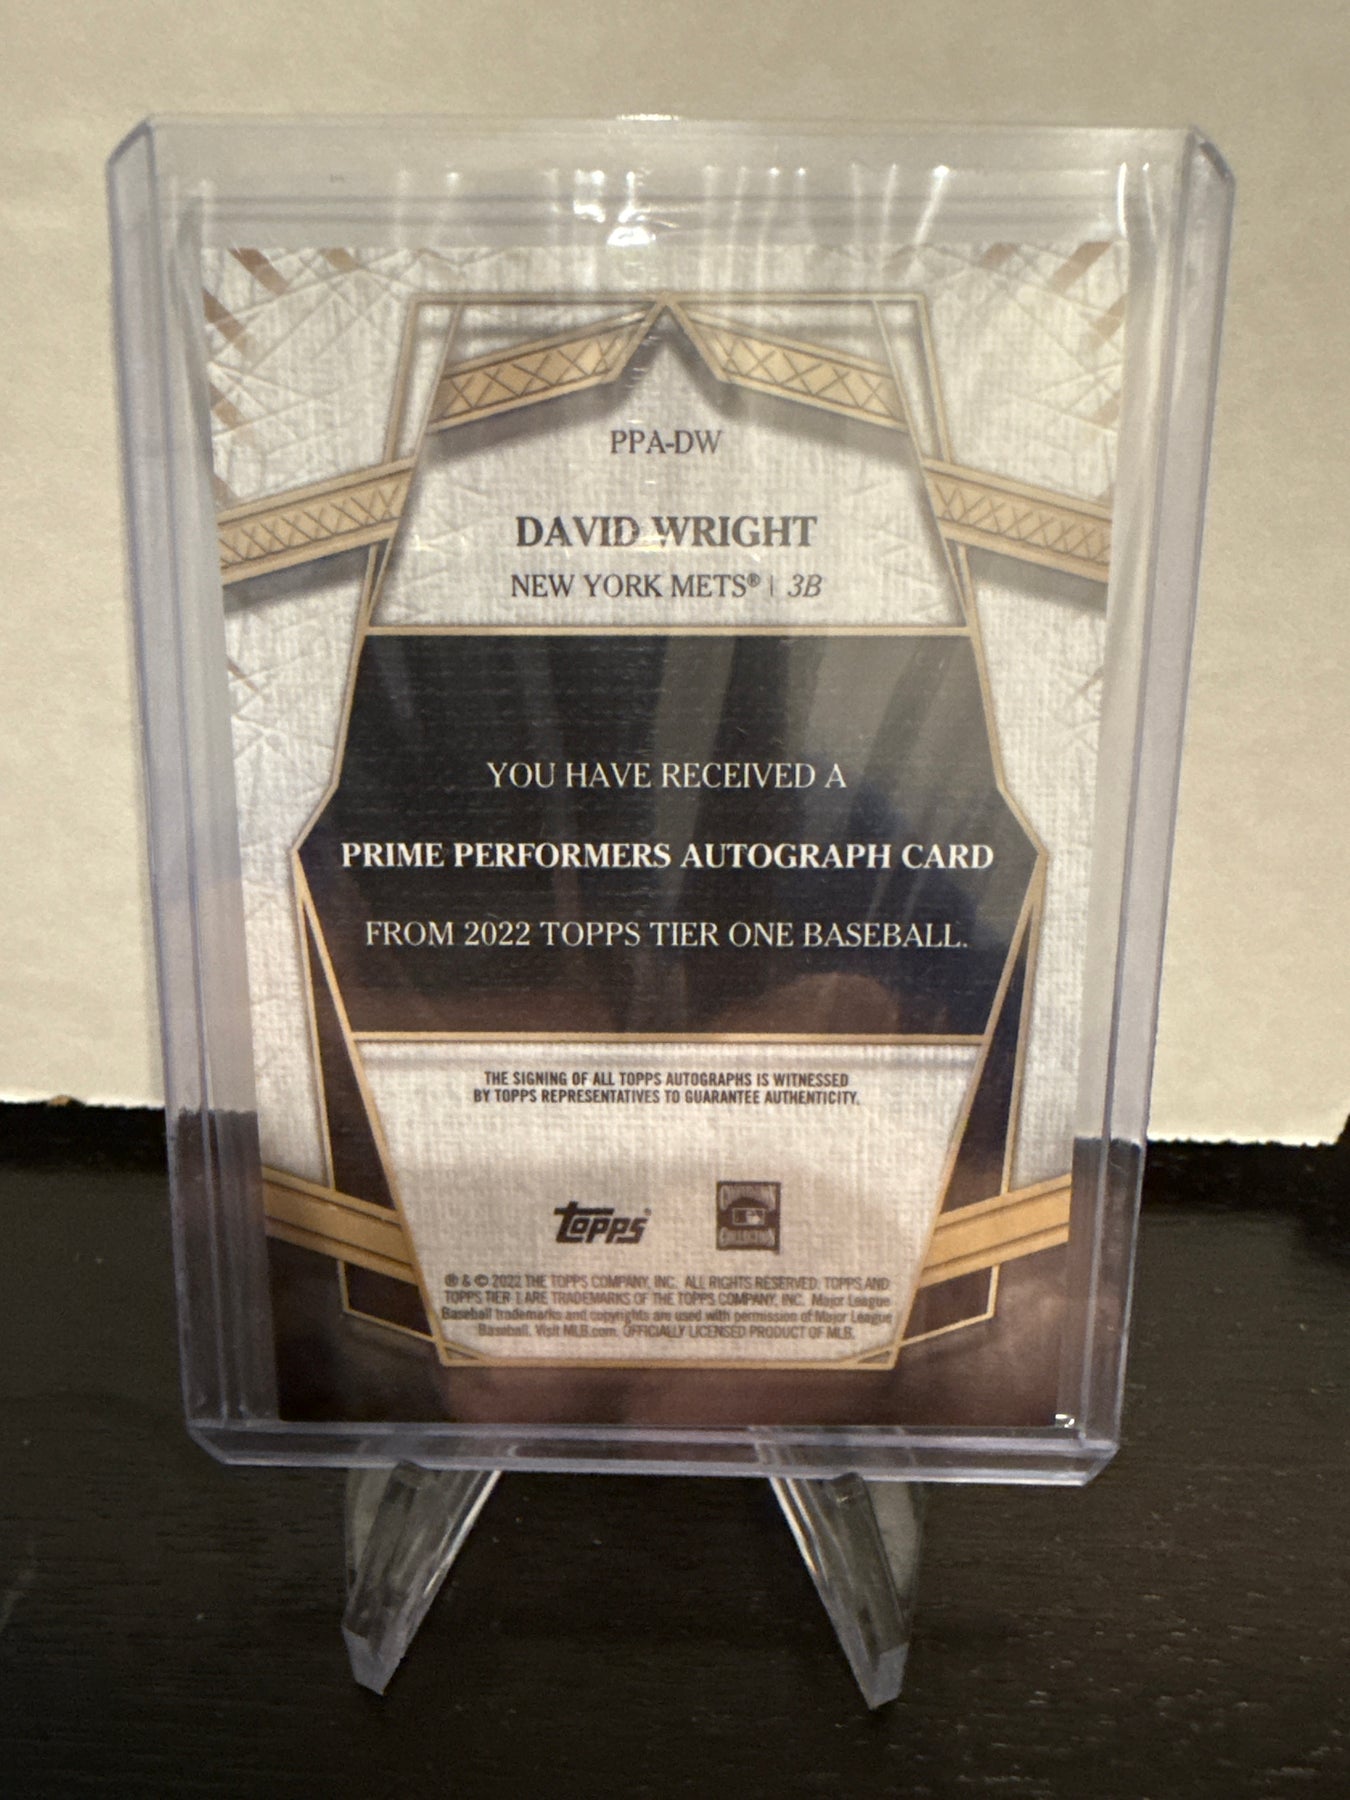 PPA-DW
DAVID WRIGHT
NEW YORK METS® | 3B
YOU HAVE RECEIVED A
PRIME PERFORMERS AUTOGRAPH CARD
FROM 2022 TOPPS TIER ONE BASEBALL.
THE SIGNING OF ALL TOPPS AUTOGRAPHS IS WITNESSED
BY TOPPS REPRESENTATIVES TO GUARANTEE AUTHENTICITY.
topps®
COLLECTION
® & © 2022 THE TOPPS COMPANY, INC. ALL RIGHTS RESERVED. TOPPS AND
TOPPS TIER 1 ARE TRADEMARKS OF THE TOPPS COMPANY, INC. Major League
Baseball trademarks and copyrights are used with permission of Major League
Baseball. Visit MLB.com. OFFICIALLY LICENSED PRODUCT OF MLB.